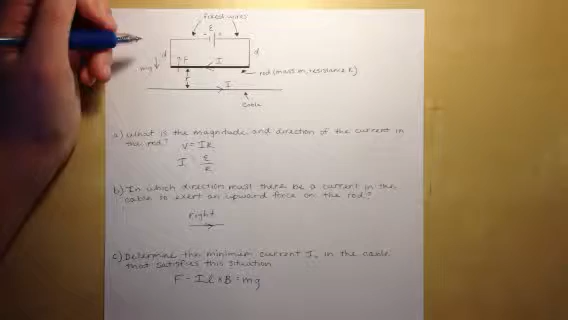 fixed wires
ε
- +
d d
mg F I
r rod (mass m, resistance R)
I
cable
a) What is the magnitude and direction of the current in
the rod? V = IR
I = ε/R
b) In which direction must there be a current in the
cable to exert an upward force on the rod?
right
c) Determine the minimum current I in the cable
that satisfies this situation
F = Il × B = mg